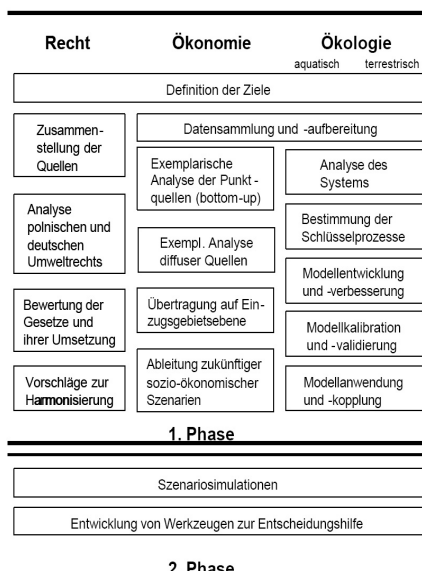 Recht Ökonomie Ökologie
aquatisch terrestrisch
Definition der Ziele
Zusammen-
stellung der
Quellen
Analyse
polnischen und
deutschen
Umweltrechts
Bewertung der
Gesetze und
ihrer Umsetzung
Vorschläge zur
Harmonisierung
Datensammlung und -aufbereitung
Exemplarische
Analyse der Punkt -
quellen (bottom-up)
Exempl. Analyse
diffuser Quellen
Übertragung auf Ein-
zugsgebietsebene
Ableitung zukünftiger
sozio-ökonomischer
Szenarien
Analyse des
Systems
Bestimmung der
Schlüsselprozesse
Modellentwicklung
und -verbesserung
Modellkalibration
und -validierung
Modellanwendung
und -kopplung
1. Phase
Szenariosimulationen
Entwicklung von Werkzeugen zur Entscheidungshilfe
2. Phase